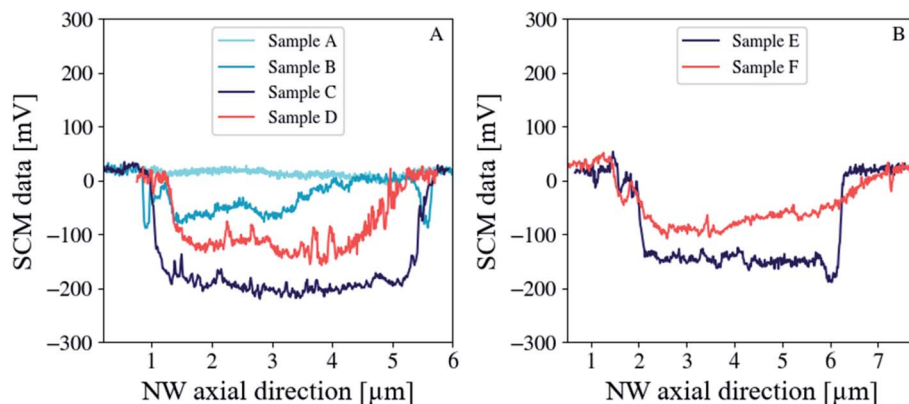 300
200
100
0
−100
−200
−300
SCM data [mV]
Sample A
Sample B
Sample C
Sample D
A
1 2 3 4 5 6
NW axial direction [µm]
300
200
100
0
−100
−200
−300
SCM data [mV]
Sample E
Sample F
B
1 2 3 4 5 6 7
NW axial direction [µm]